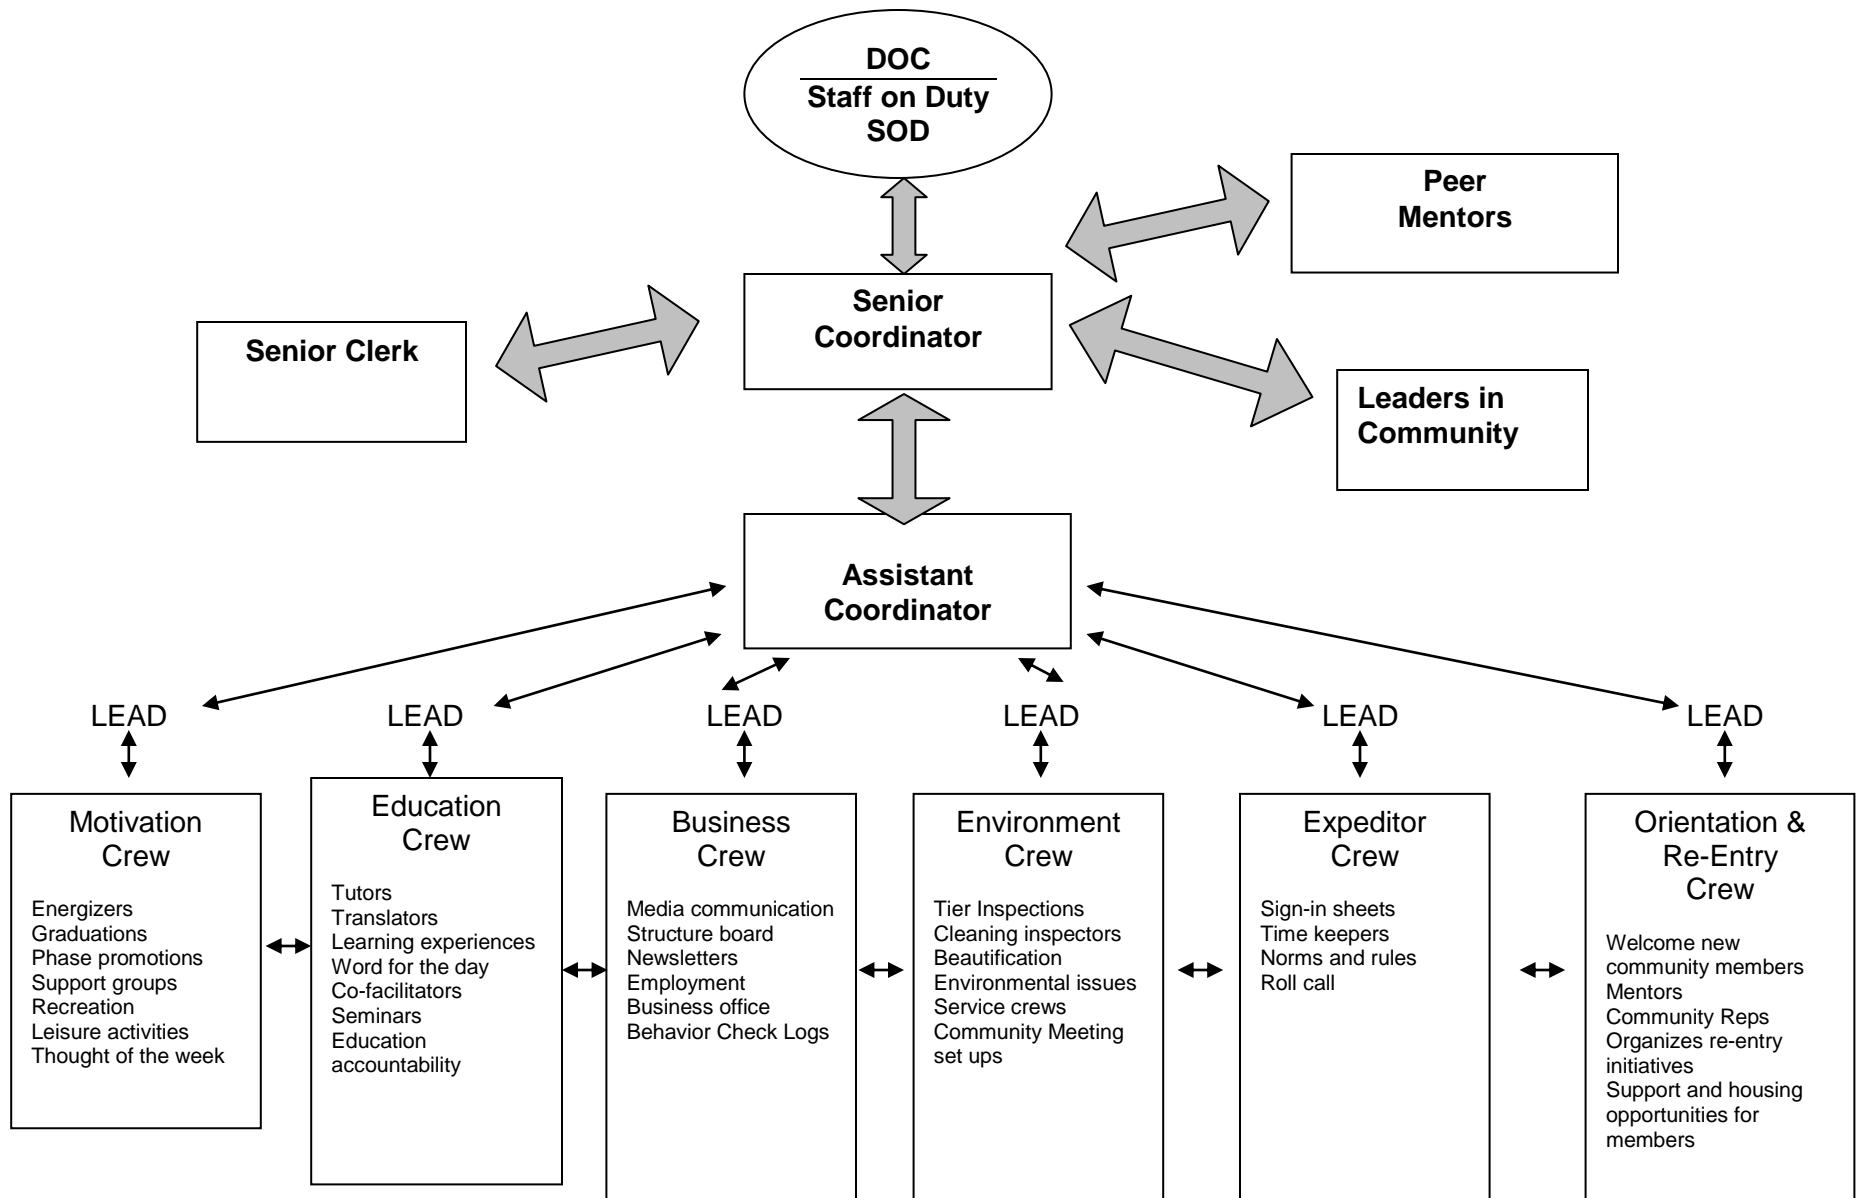 DOC
Staff on Duty
SOD
Peer
Mentors
Senior
Coordinator
Senior Clerk
Leaders in
Community
Assistant
Coordinator
LEAD
LEAD
LEAD
LEAD
LEAD
LEAD
Motivation
Crew
Energizers
Graduations
Phase promotions
Support groups
Recreation
Leisure activities
Thought of the week
Education
Crew
Tutors
Translators
Learning experiences
Word for the day
Co-facilitators
Seminars
Education
accountability
Business
Crew
Media communication
Structure board
Newsletters
Employment
Business office
Behavior Check Logs
Environment
Crew
Tier Inspections
Cleaning inspectors
Beautification
Environmental issues
Service crews
Community Meeting
set ups
Expeditor
Crew
Sign-in sheets
Time keepers
Norms and rules
Roll call
Orientation &
Re-Entry
Crew
Welcome new
community members
Mentors
Community Reps
Organizes re-entry
initiatives
Support and housing
opportunities for
members